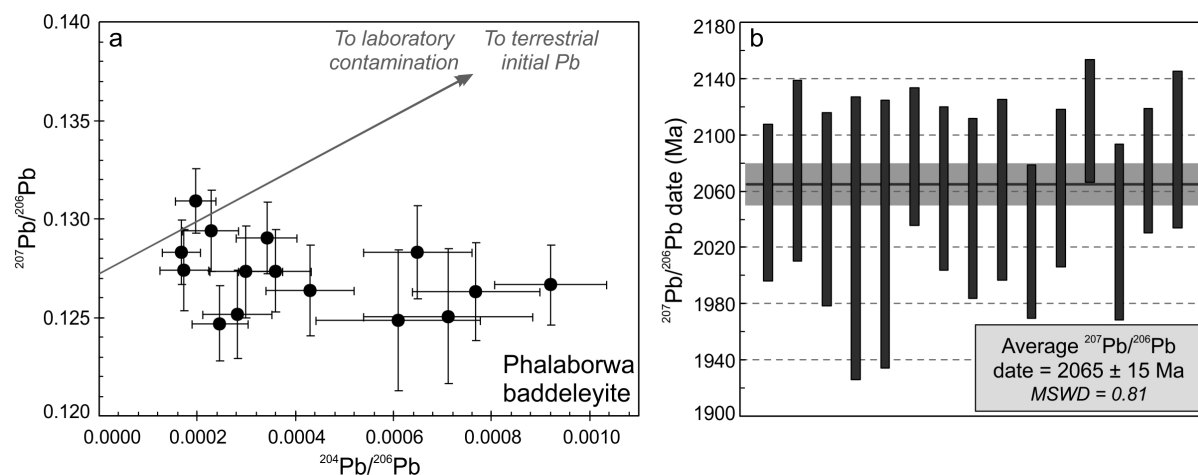 a
To laboratory
contamination
To terrestrial
initial Pb
0.140
0.135
0.130
0.125
0.120
²⁰⁷Pb/²⁰⁶Pb
Phalaborwa
baddeleyite
0.0000 0.0002 0.0004 0.0006 0.0008 0.0010
²⁰⁴Pb/²⁰⁶Pb
b
2180
2140
2100
2060
2020
1980
1940
1900
²⁰⁷Pb/²⁰⁶Pb date (Ma)
Average ²⁰⁷Pb/²⁰⁶Pb
date = 2065 ± 15 Ma
MSWD = 0.81